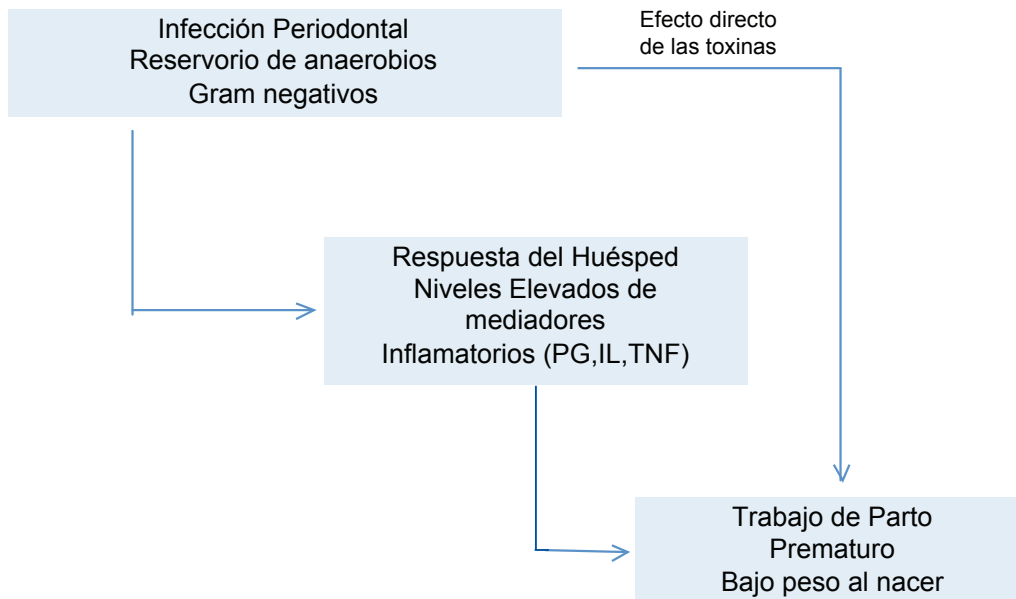 Infección Periodontal
Reservorio de anaerobios
Gram negativos
Efecto directo
de las toxinas
Respuesta del Huésped
Niveles Elevados de
mediadores
Inflamatorios (PG,IL,TNF)
Trabajo de Parto
Prematuro
Bajo peso al nacer